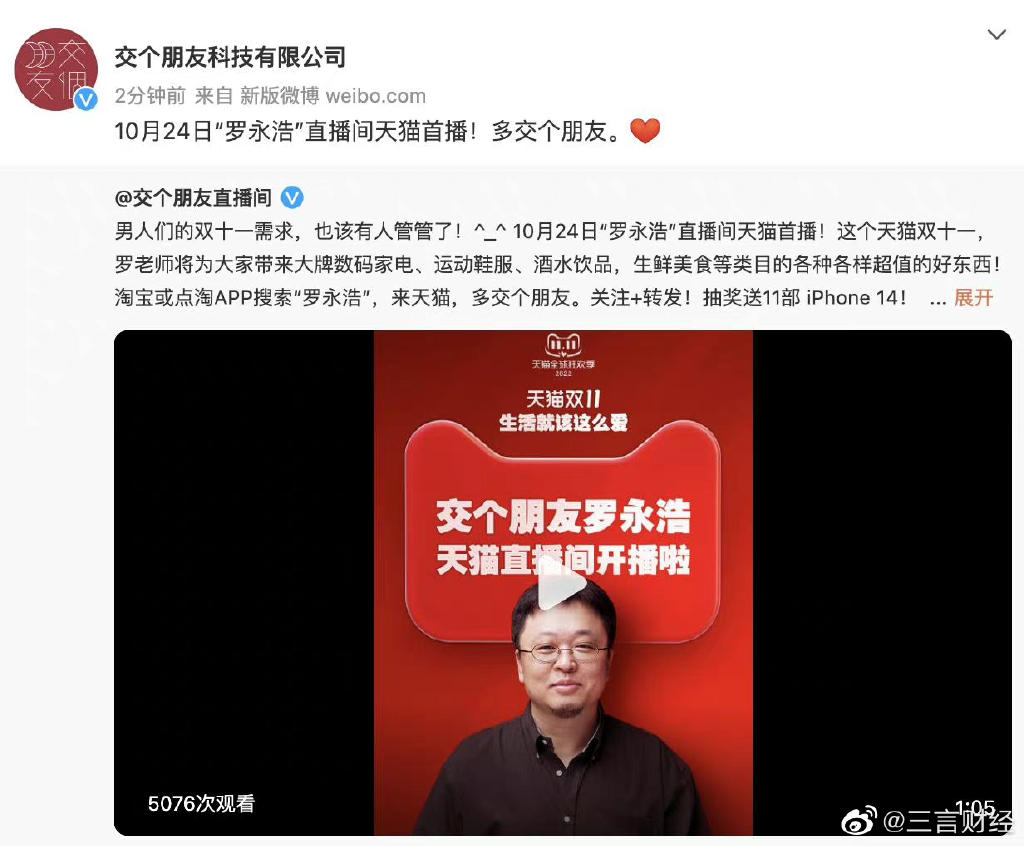 交个朋友
交个朋友科技有限公司
2分钟前 来自 新版微博 weibo.com
10月24日“罗永浩”直播间天猫首播！多交个朋友。❤️
@交个朋友直播间
男人们的双十一需求，也该有人管管了！^_^ 10月24日“罗永浩”直播间天猫首播！这个天猫双十一，
罗老师将为大家带来大牌数码家电、运动鞋服、酒水饮品，生鲜美食等类目的各种各样超值的好东西！
淘宝或点淘APP搜索“罗永浩”，来天猫，多交个朋友。关注+转发！抽奖送11部 iPhone 14！ ... 展开
11.11
天猫全球狂欢季
2022
天猫双11
生活就该这么爱
交个朋友罗永浩
天猫直播间开播啦
5076次观看
1:05
@三言财经